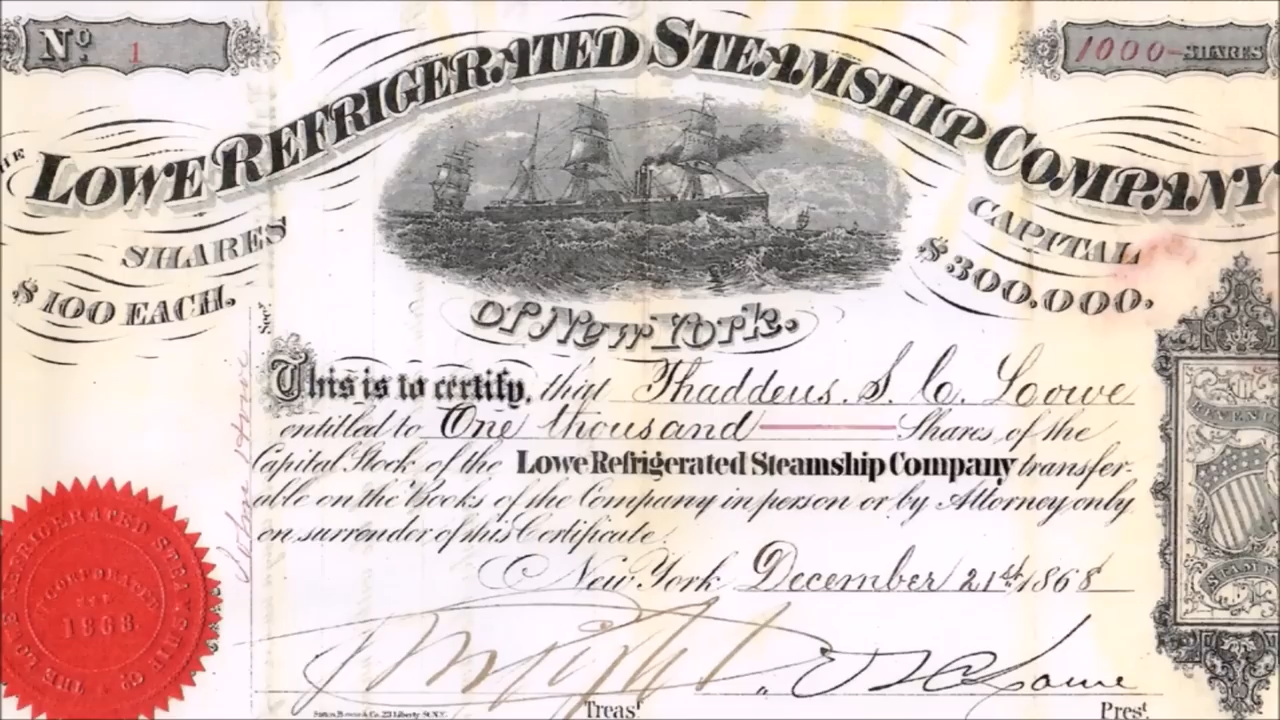 No 1
1000 SHARES
LOWE REFRIGERATED STEAMSHIP COMPANY
SHARES
$100 EACH.
CAPITAL
$300.000.
of New York.
This is to certify, that Thaddeus. S. C. Lowe
entitled to One thousand Shares of the
Capital Stock of the Lowe Refrigerated Steamship Company transfer-
able on the Books of the Company in person or by Attorney only
on surrender of this Certificate.
New York December 21st 1868
Treast
Prest
Secy
THE LOWE REFRIGERATED STEAMSHIP Co
INCORPORATED
1868.